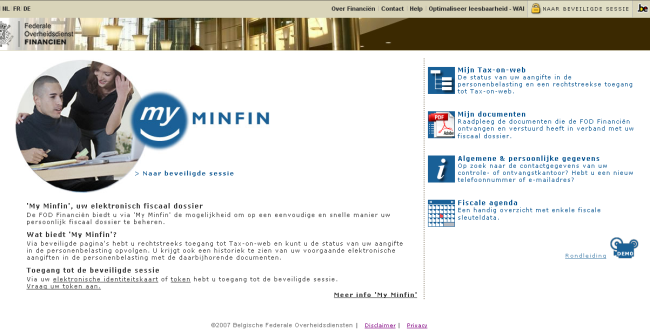 NL FR DE
Over Financiën | Contact | Help | Optimaliseer leesbaarheid - WAI
NAAR BEVEILIGDE SESSIE
.be
Federale
Overheidsdienst
FINANCIËN
my MINFIN
> Naar beveiligde sessie
'My Minfin', uw elektronisch fiscaal dossier
De FOD Financiën biedt u via 'My Minfin' de mogelijkheid om op een eenvoudige en snelle manier uw
persoonlijk fiscaal dossier te beheren.
Wat biedt 'My Minfin'?
Via beveiligde pagina's hebt u rechtstreeks toegang tot Tax-on-web en kunt u de status van uw aangifte
in de personenbelasting opvolgen. U krijgt ook een historiek te zien van uw voorgaande elektronische
aangiften in de personenbelasting met de daarbijhorende documenten.
Toegang tot de beveiligde sessie
Via uw elektronische identiteitskaart of token hebt u toegang tot de beveiligde sessie.
Vraag uw token aan.
Meer info 'My Minfin'
Mijn Tax-on-web
De status van uw aangifte in de
personenbelasting en een rechtstreekse toegang
tot Tax-on-web.
PDF
Mijn documenten
Raadpleeg de documenten die de FOD Financiën
ontvangen en verstuurd heeft in verband met uw
fiscale dossier.
i
Algemene & persoonlijke gegevens
Op zoek naar de contactgegevens van uw
controle- of ontvangstkantoor? Hebt u een nieuw
telefoonnummer of e-mailadres?
Fiscale agenda
Een handig overzicht met enkele fiscale
sleuteldata.
Rondleiding
DEMO
©2007 Belgische Federale Overheidsdiensten | Disclaimer | Privacy